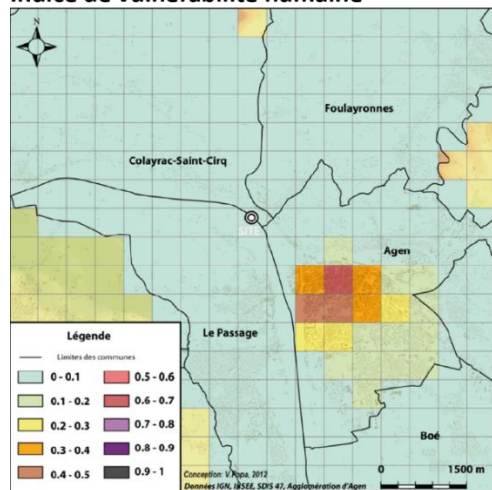 Indice de vulnérabilité humaine
N
Foulayronnes
Colayrac-Saint-Cirq
Site
Agen
Le Passage
Boé
Légende
Limites des communes
0 - 0.1
0.1 - 0.2
0.2 - 0.3
0.3 - 0.4
0.4 - 0.5
0.5 - 0.6
0.6 - 0.7
0.7 - 0.8
0.8 - 0.9
0.9 - 1
0 1500 m
Conception: V. Popa, 2012
Données IGN, INSEE, SDIS 47, Agglomération d'Agen